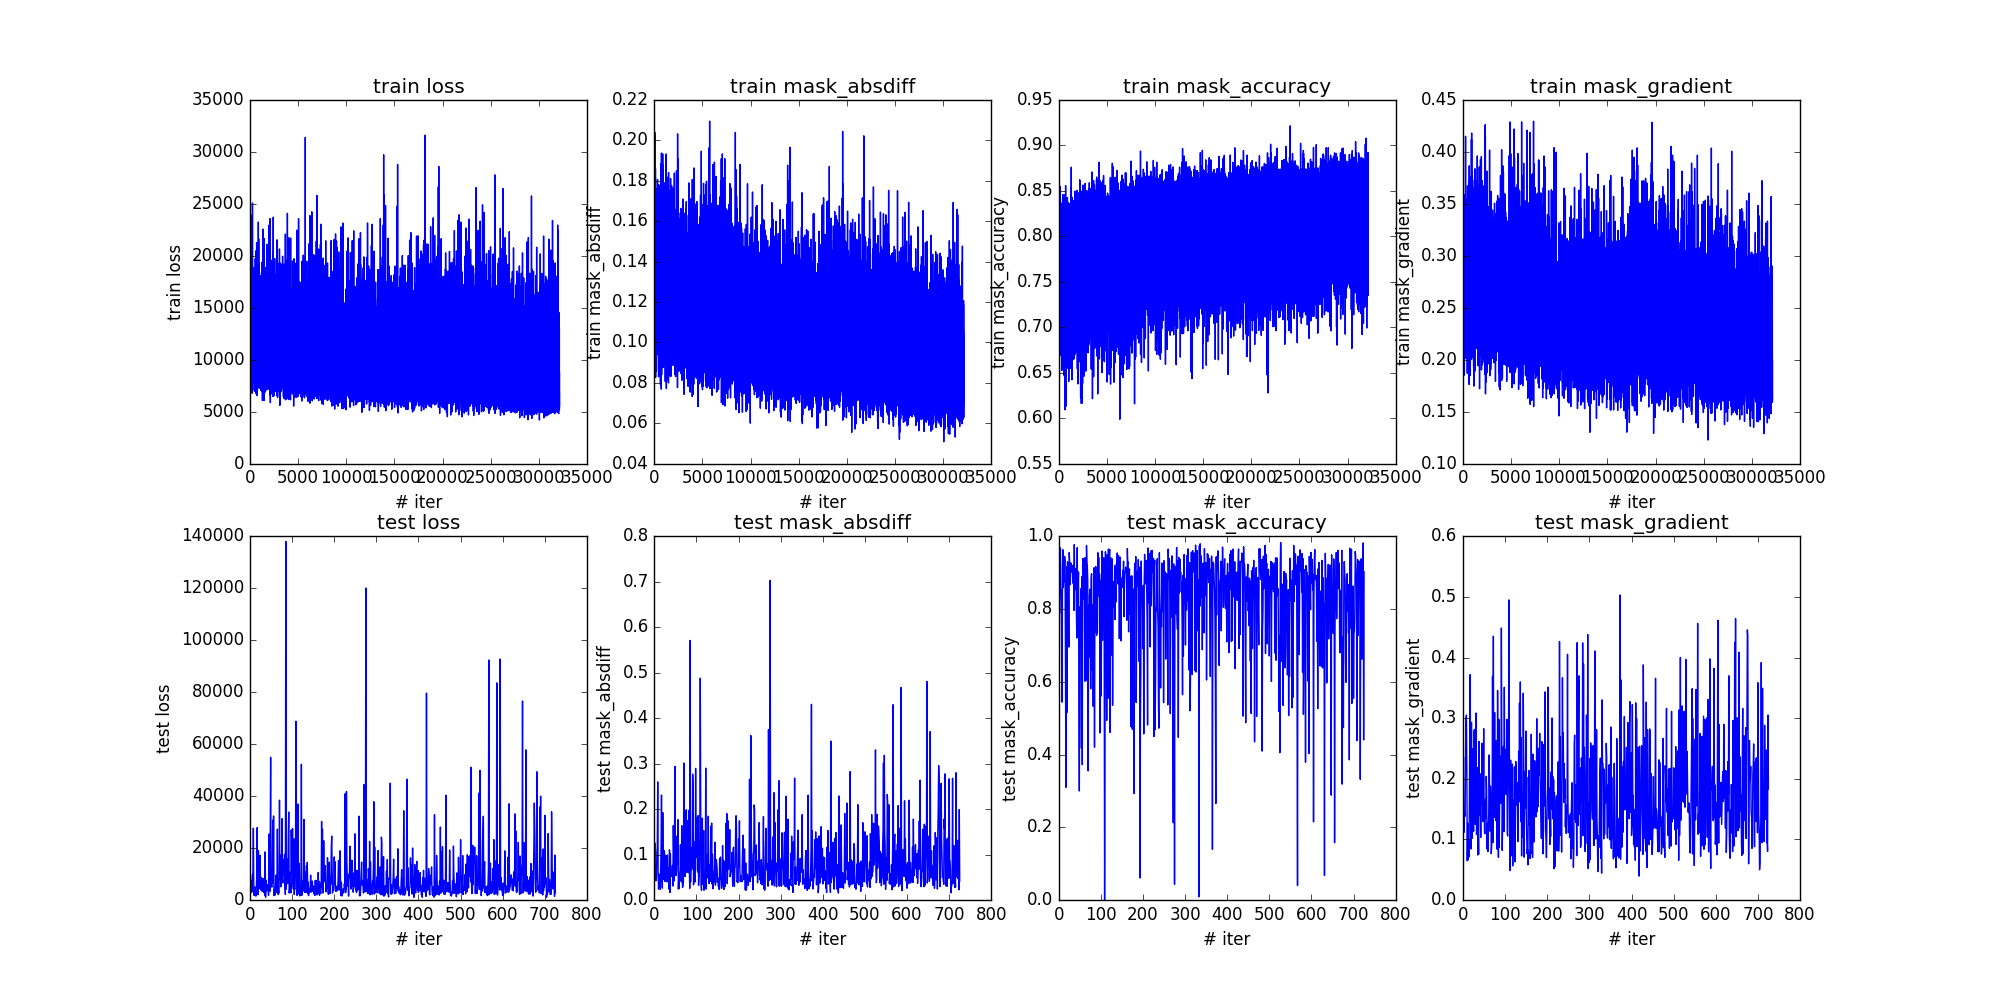 train loss
train mask_absdiff
train mask_accuracy
train mask_gradient
35000
30000
25000
20000
15000
10000
5000
0
train loss
0 5000 10000 15000 20000 25000 30000 35000
# iter
0.22
0.20
0.18
0.16
0.14
0.12
0.10
0.08
0.06
0.04
train mask_absdiff
0 5000 10000 15000 20000 25000 30000 35000
# iter
0.95
0.90
0.85
0.80
0.75
0.70
0.65
0.60
0.55
train mask_accuracy
0 5000 10000 15000 20000 25000 30000 35000
# iter
0.45
0.40
0.35
0.30
0.25
0.20
0.15
0.10
train mask_gradient
0 5000 10000 15000 20000 25000 30000 35000
# iter
test loss
test mask_absdiff
test mask_accuracy
test mask_gradient
140000
120000
100000
80000
60000
40000
20000
0
test loss
0 100 200 300 400 500 600 700 800
# iter
0.8
0.7
0.6
0.5
0.4
0.3
0.2
0.1
0.0
test mask_absdiff
0 100 200 300 400 500 600 700 800
# iter
1.0
0.8
0.6
0.4
0.2
0.0
test mask_accuracy
0 100 200 300 400 500 600 700 800
# iter
0.6
0.5
0.4
0.3
0.2
0.1
0.0
test mask_gradient
0 100 200 300 400 500 600 700 800
# iter